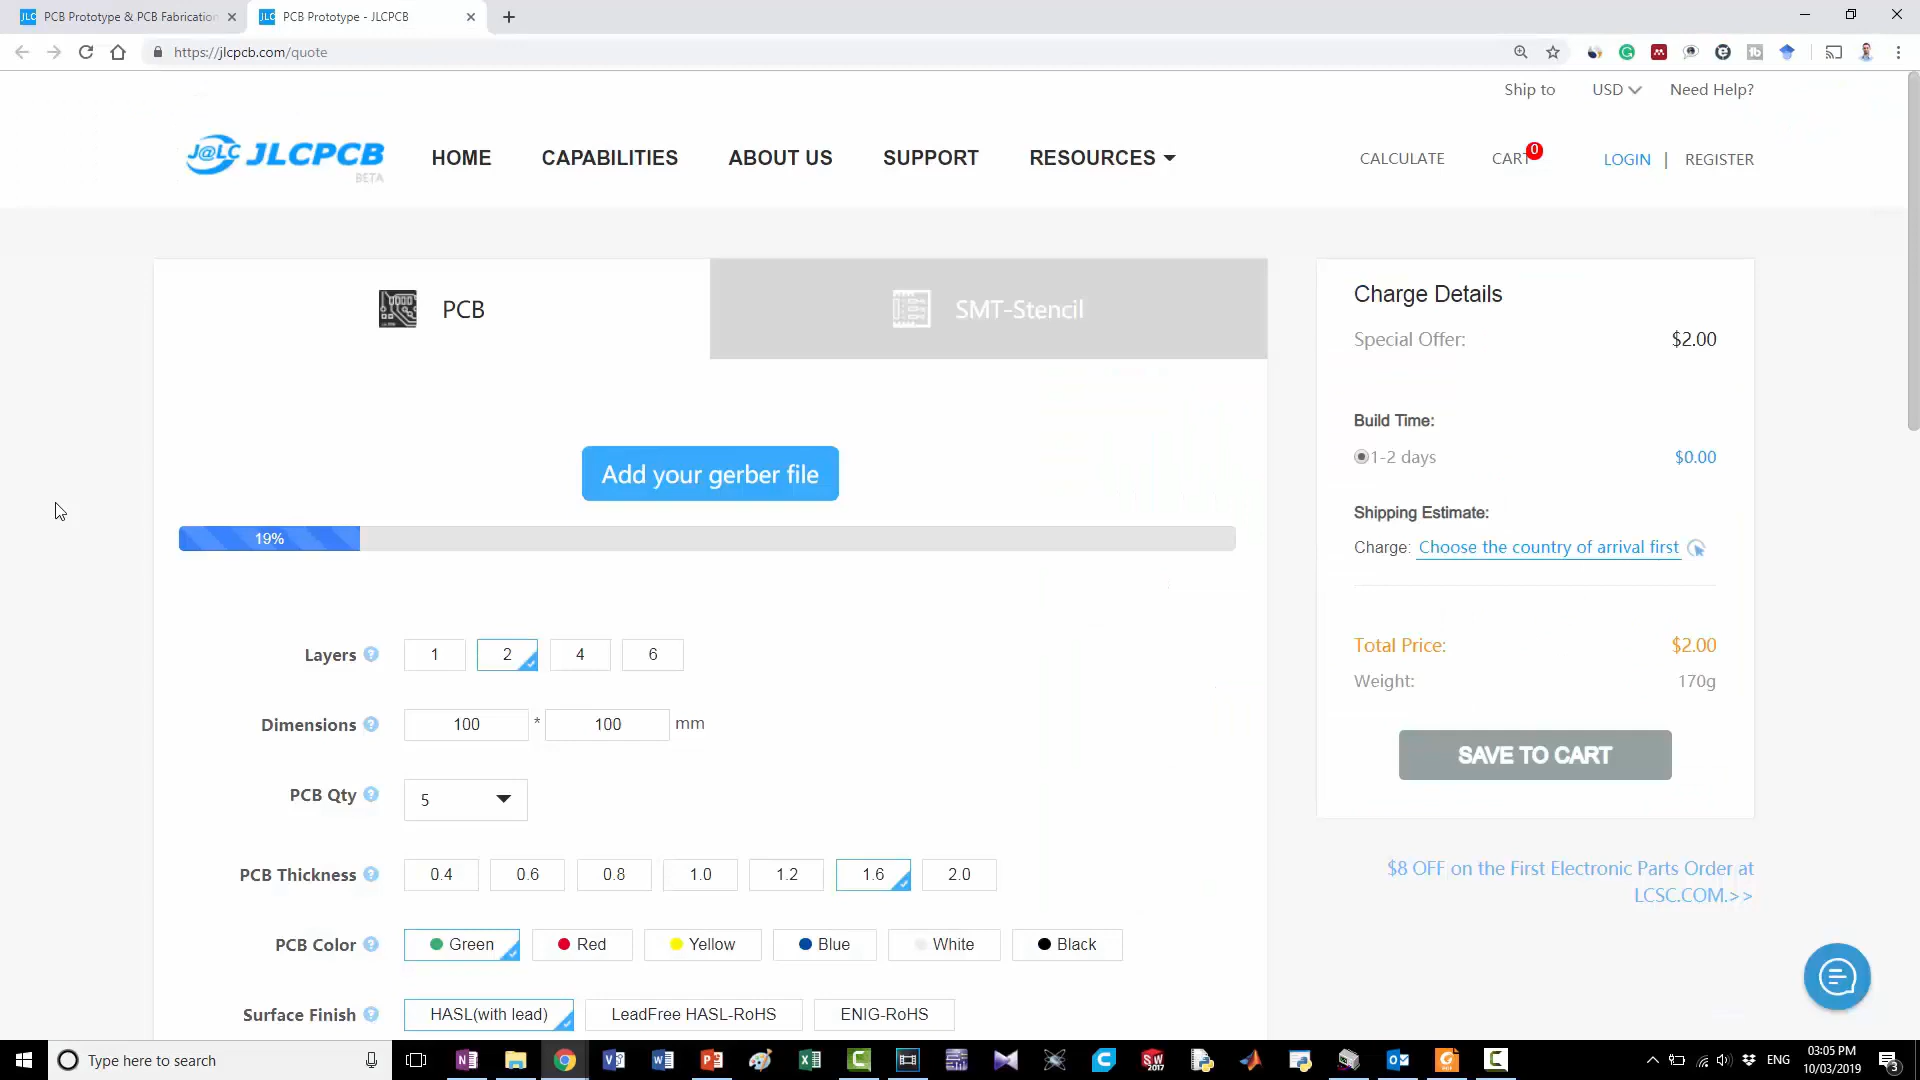 PCB Prototype & PCB Fabrication
PCB Prototype - JLCPCB
https://jlcpcb.com/quote
Ship to
USD
Need Help?
J@LC JLCPCB
BETA
HOME
CAPABILITIES
ABOUT US
SUPPORT
RESOURCES
CALCULATE
CART 0
LOGIN | REGISTER
PCB
SMT-Stencil
Add your gerber file
19%
Layers ? 1 2 4 6
Dimensions ? 100 * 100 mm
PCB Qty ? 5
PCB Thickness ? 0.4 0.6 0.8 1.0 1.2 1.6 2.0
PCB Color ? Green Red Yellow Blue White Black
Surface Finish ? HASL(with lead) LeadFree HASL-RoHS ENIG-RoHS
Charge Details
Special Offer: $2.00
Build Time:
1-2 days $0.00
Shipping Estimate:
Charge: Choose the country of arrival first
Total Price: $2.00
Weight: 170g
SAVE TO CART
$8 OFF on the First Electronic Parts Order at
LCSC.COM.>>
Type here to search
ENG
03:05 PM
10/03/2019
3